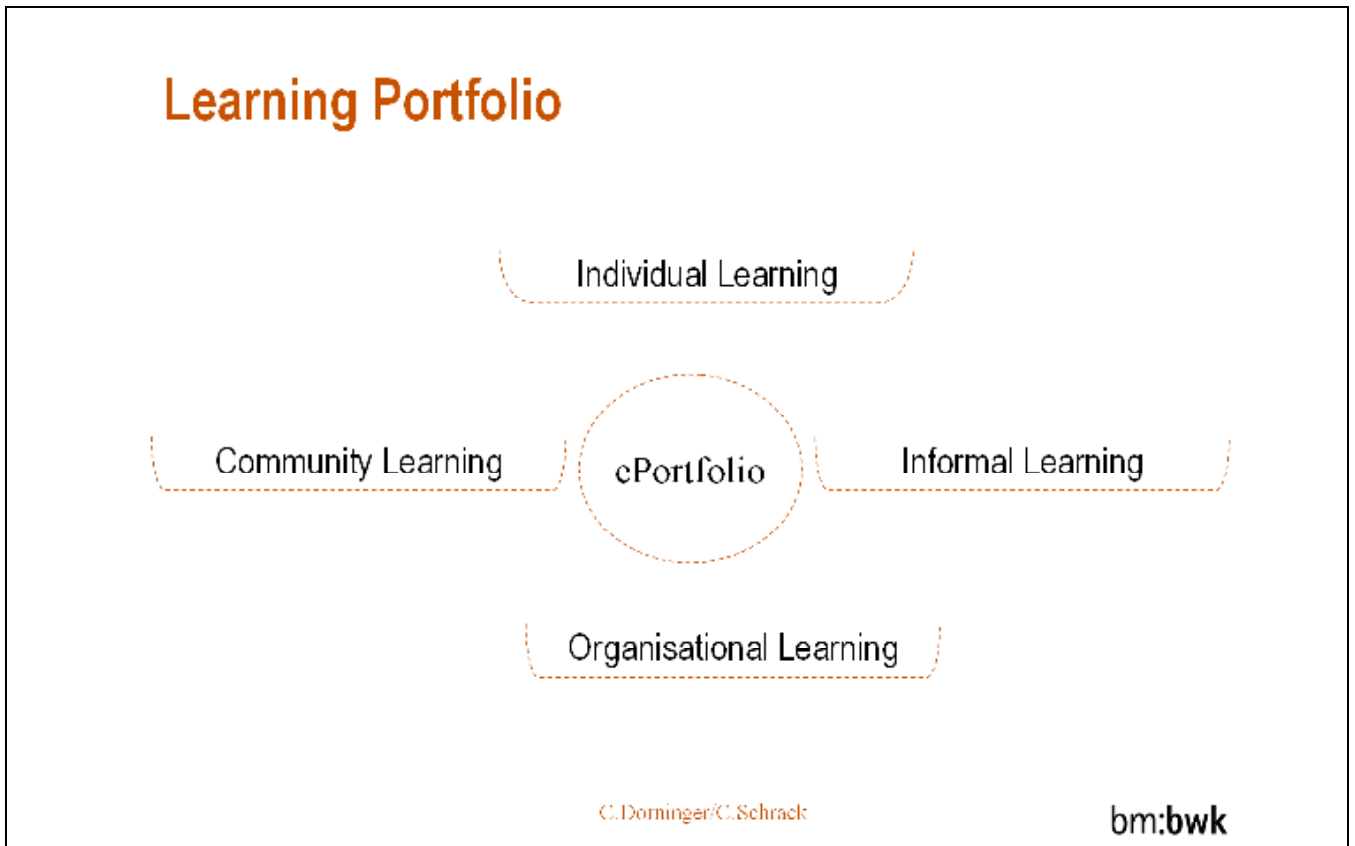 Learning Portfolio
Individual Learning
Community Learning
ePortfolio
Informal Learning
Organisational Learning
C.Dorninger/C.Schrack
bm:bwk